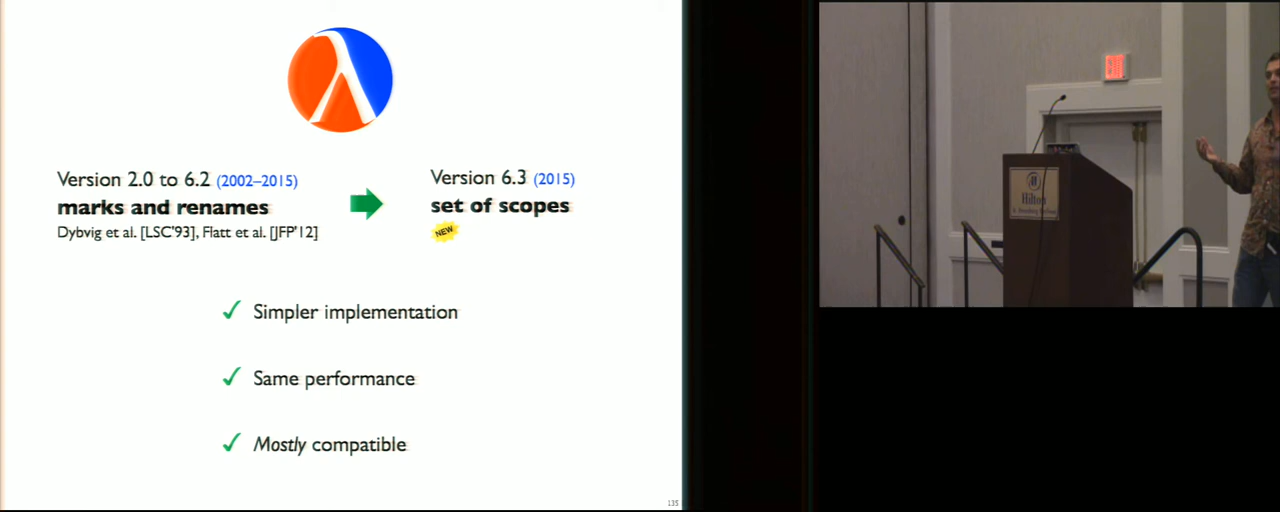 Version 2.0 to 6.2 (2002–2015)
marks and renames
Dybvig et al. [LSC'93], Flatt et al. [JFP'12]
Version 6.3 (2015)
set of scopes
NEW
✓ Simpler implementation
✓ Same performance
✓ Mostly compatible
135
Hilton